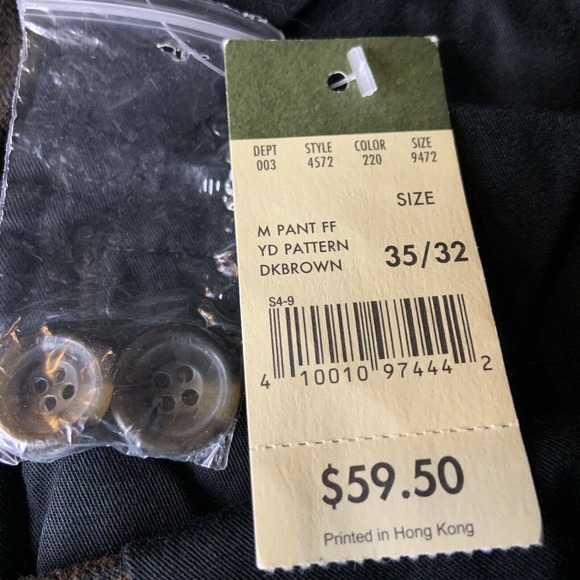 DEPT STYLE COLOR SIZE
003 4572 220 9472
SIZE
M PANT FF
YD PATTERN 35/32
DKBROWN
S4-9
4 10010 97444 2
$59.50
Printed in Hong Kong